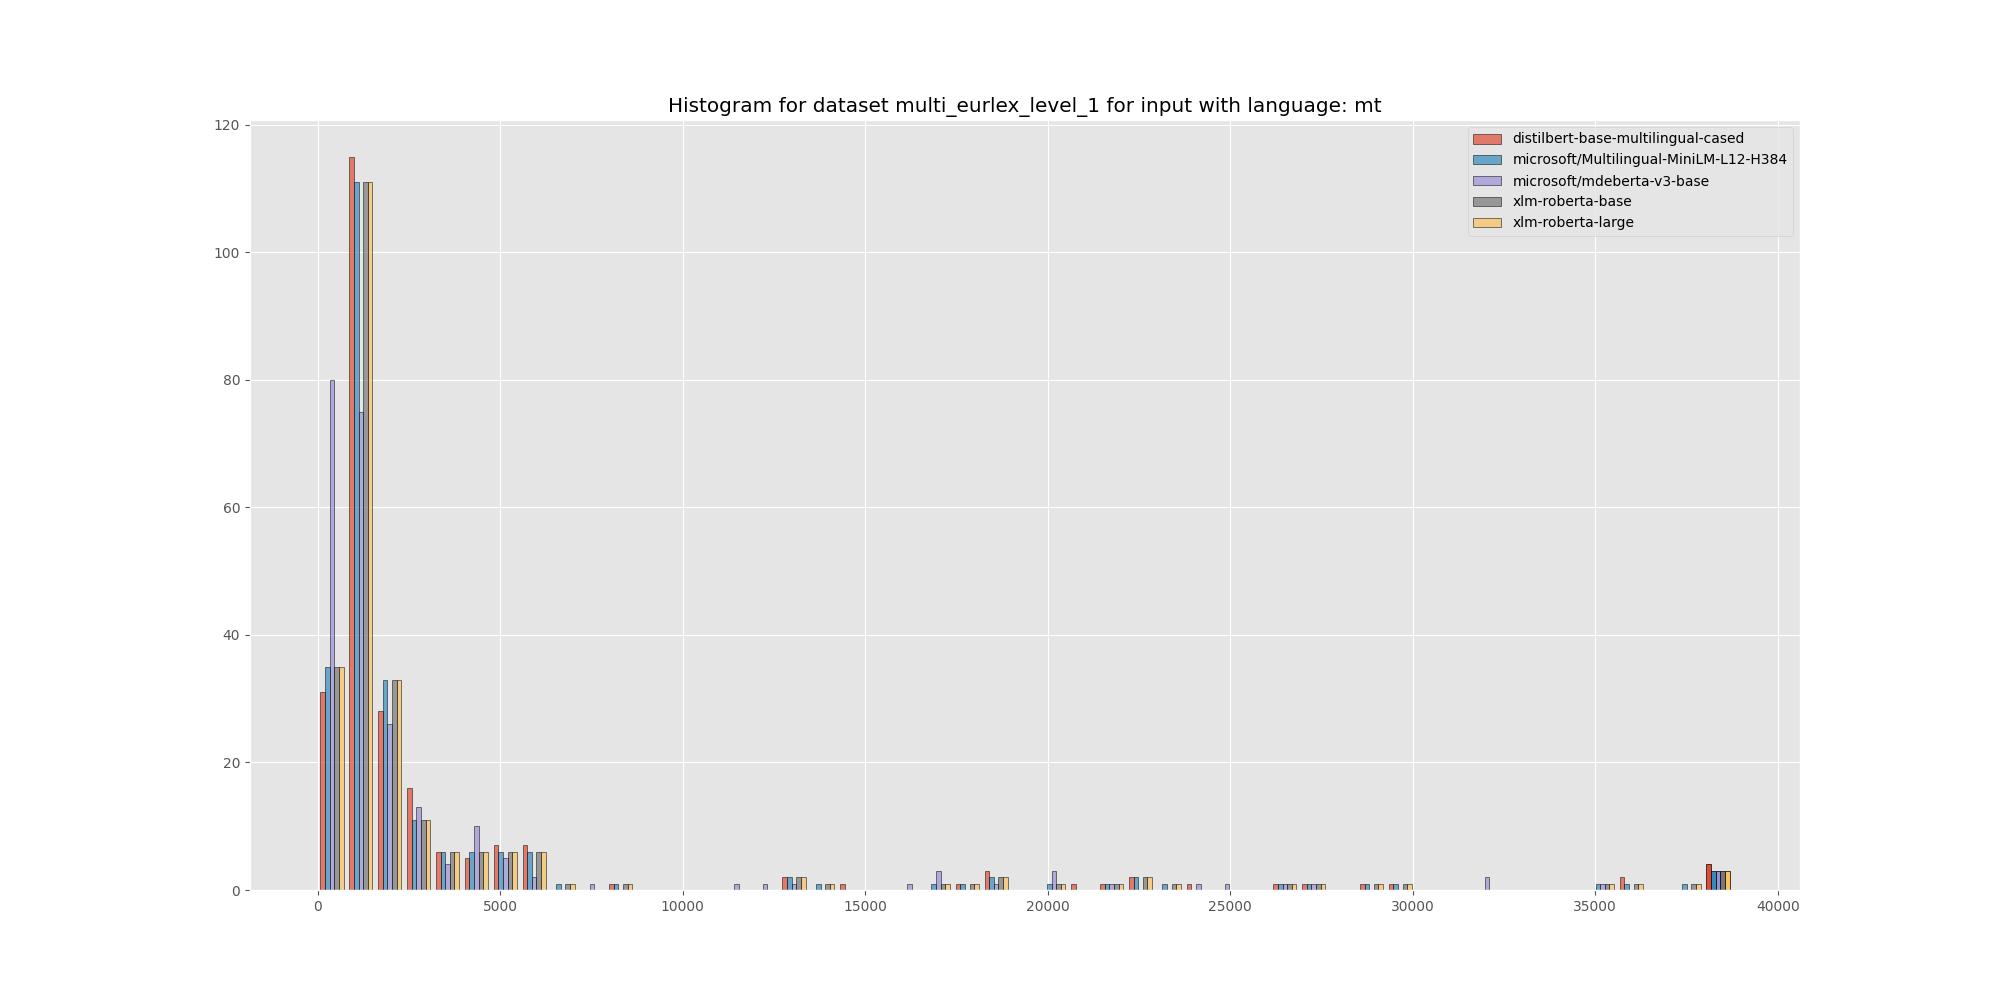 Histogram for dataset multi_eurlex_level_1 for input with language: mt
120
100
80
60
40
20
0
distilbert-base-multilingual-cased
microsoft/Multilingual-MiniLM-L12-H384
microsoft/mdeberta-v3-base
xlm-roberta-base
xlm-roberta-large
0 5000 10000 15000 20000 25000 30000 35000 40000